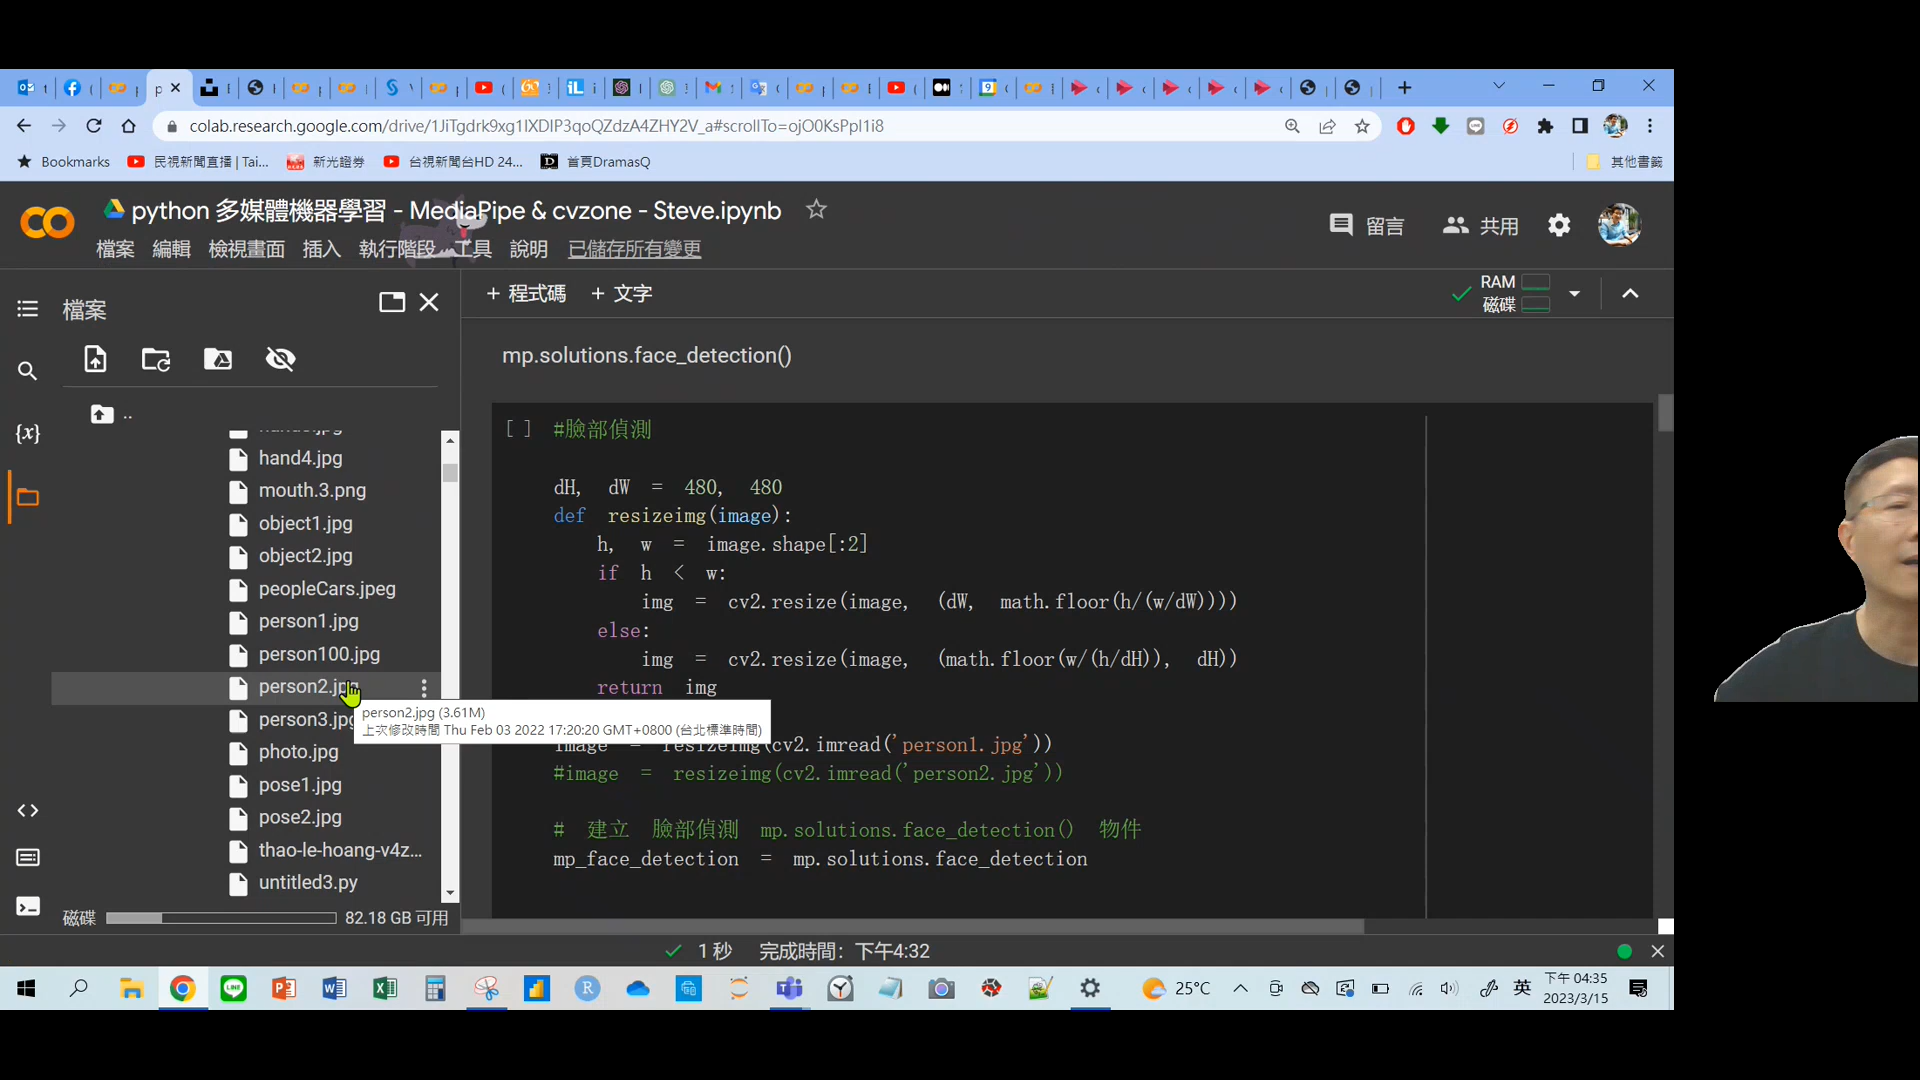 colab.research.google.com/drive/1JiTgdrk9xg1IXDIP3qoQZdzA4ZHY2V_a#scrollTo=ojO0KsPpl1i8
Bookmarks 民視新聞直播 | Tai... 新光證券 台視新聞台HD 24... 首頁DramasQ 其他書籤
python 多媒體機器學習 - MediaPipe & cvzone - Steve.ipynb
留言 共用
檔案 編輯 檢視畫面 插入 執行階段 工具 說明 已儲存所有變更
檔案
+ 程式碼 + 文字
RAM
磁碟
{x}
..
hand4.jpg
mouth.3.png
object1.jpg
object2.jpg
peopleCars.jpeg
person1.jpg
person100.jpg
person2.jpg
person3.jpg
photo.jpg
pose1.jpg
pose2.jpg
thao-le-hoang-v4z...
untitled3.py
磁碟 82.18 GB 可用
person2.jpg (3.61M)
上次修改時間 Thu Feb 03 2022 17:20:20 GMT+0800 (台北標準時間)
mp.solutions.face_detection()
[ ] #臉部偵測
dH, dW = 480, 480
def resizeimg(image):
h, w = image.shape[:2]
if h < w:
img = cv2.resize(image, (dW, math.floor(h/(w/dW))))
else:
img = cv2.resize(image, (math.floor(w/(h/dH)), dH))
return img
image = resizeimg(cv2.imread('person1.jpg'))
#image = resizeimg(cv2.imread('person2.jpg'))
# 建立 臉部偵測 mp.solutions.face_detection() 物件
mp_face_detection = mp.solutions.face_detection
1 秒 完成時間：下午4:32
25°C
英
下午 04:35
2023/3/15